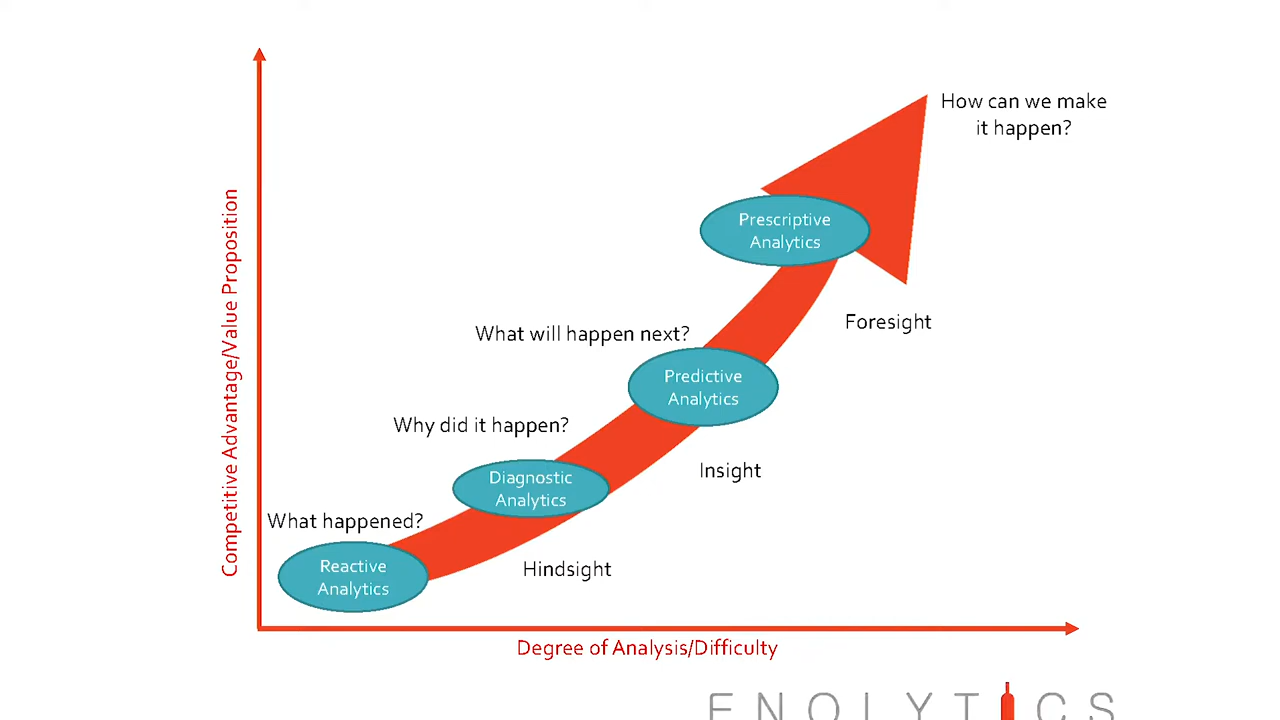 How can we make
it happen?
Prescriptive
Analytics
Foresight
What will happen next?
Predictive
Analytics
Why did it happen?
Insight
Diagnostic
Analytics
What happened?
Hindsight
Reactive
Analytics
Competitive Advantage/Value Proposition
Degree of Analysis/Difficulty
ENOLYTICS